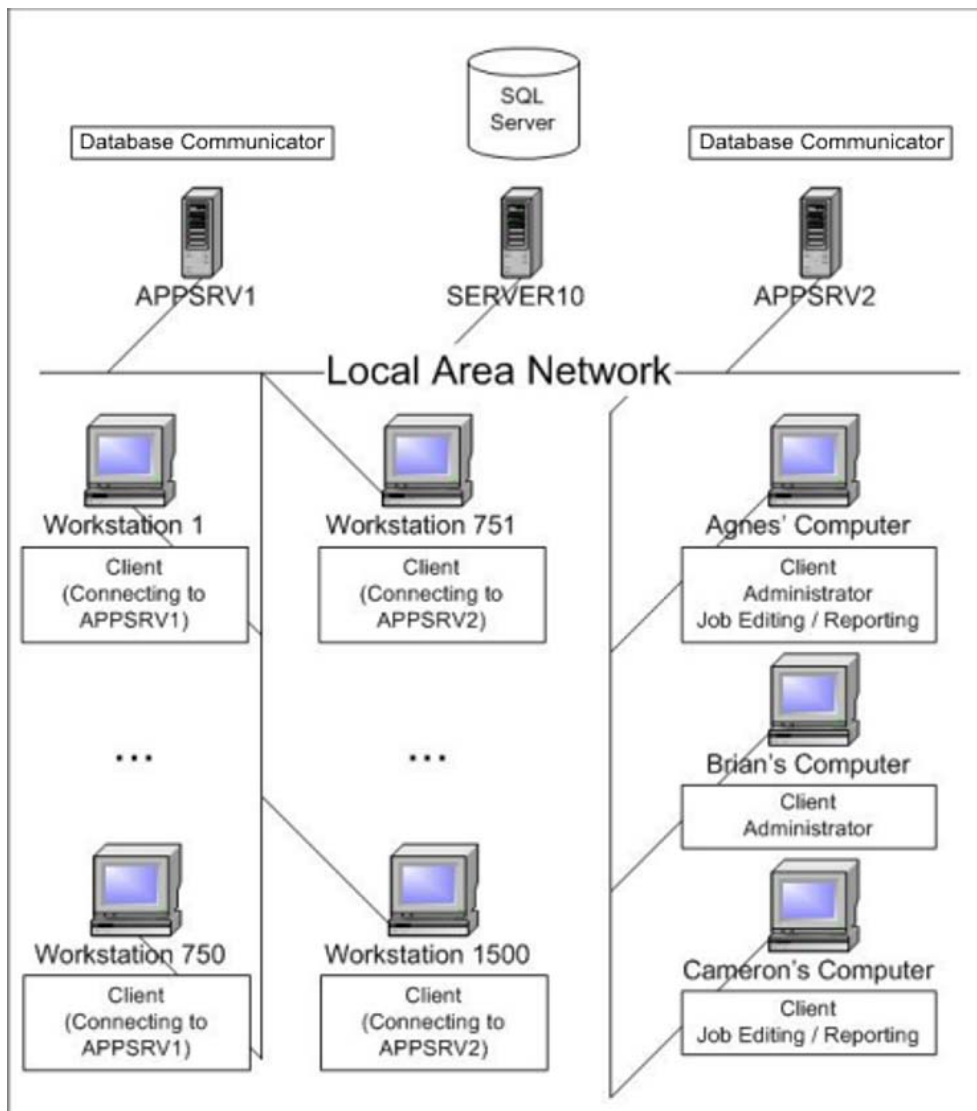 SQL
Server
Database Communicator
Database Communicator
APPSRV1
SERVER10
APPSRV2
Local Area Network
Workstation 1
Workstation 751
Agnes' Computer
Client
(Connecting to
APPSRV1)
Client
(Connecting to
APPSRV2)
Client
Administrator
Job Editing / Reporting
...
...
Brian's Computer
Client
Administrator
Workstation 750
Workstation 1500
Cameron's Computer
Client
(Connecting to
APPSRV1)
Client
(Connecting to
APPSRV2)
Client
Job Editing / Reporting